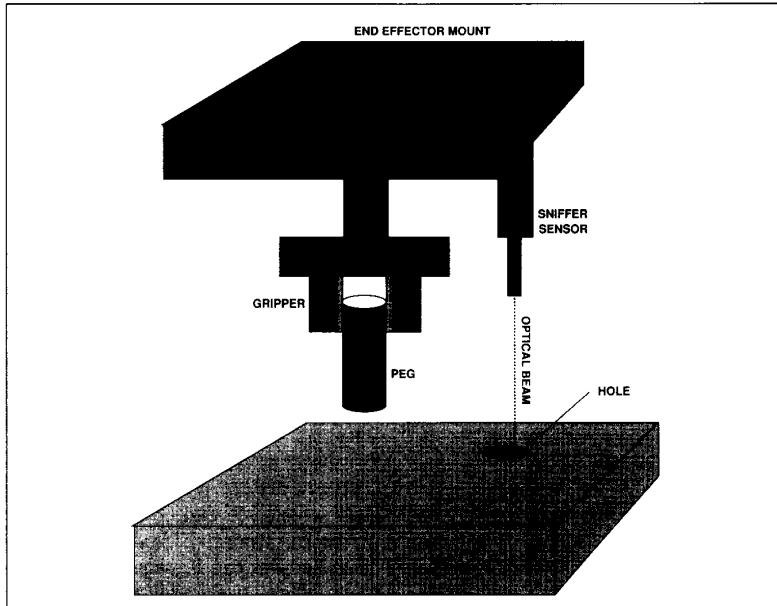 END EFFECTOR MOUNT
SNIFFER
SENSOR
GRIPPER
OPTICAL BEAM
PEG
HOLE